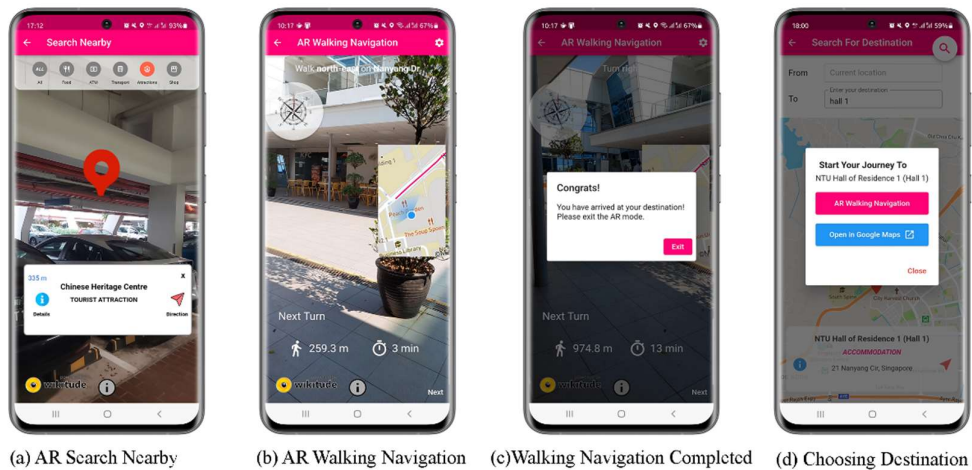 17:12
93%
Search Nearby
ALL
All
Food
ATM
Transport
Attractions
Shop
335 m
x
Chinese Heritage Centre
TOURIST ATTRACTION
Details
Direction
wikitude
(a) AR Search Nearby
10:17
67%
AR Walking Navigation
Walk north-east on Nanyang Dr
The Soup Spoon
Library
Next Turn
259.3 m
3 min
wikitude
Next
(b) AR Walking Navigation
10:17
67%
AR Walking Navigation
Congrats!
You have arrived at your destination!
Please exit the AR mode.
Exit
Next Turn
974.8 m
13 min
wikitude
Next
(c)Walking Navigation Completed
18:00
59%
Search For Destination
From
Current location
To
Enter your destination
hall 1
Start Your Journey To
NTU Hall of Residence 1 (Hall 1)
AR Walking Navigation
Open in Google Maps
Close
NTU Hall of Residence 1 (Hall 1)
ACCOMMODATION
21 Nanyang Cir, Singapore
(d) Choosing Destination